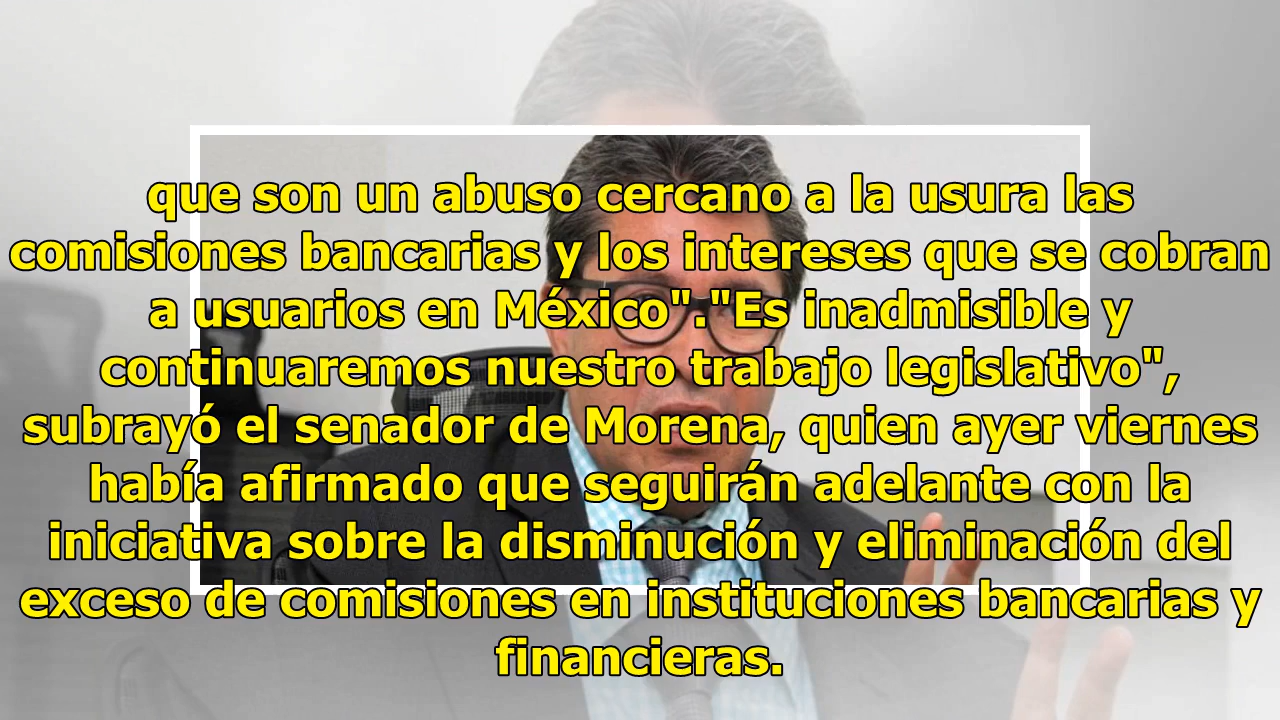 que son un abuso cercano a la usura las
comisiones bancarias y los intereses que se cobran
a usuarios en México"."Es inadmisible y
continuaremos nuestro trabajo legislativo",
subrayó el senador de Morena, quien ayer viernes
había afirmado que seguirán adelante con la
iniciativa sobre la disminución y eliminación del
exceso de comisiones en instituciones bancarias y
financieras.